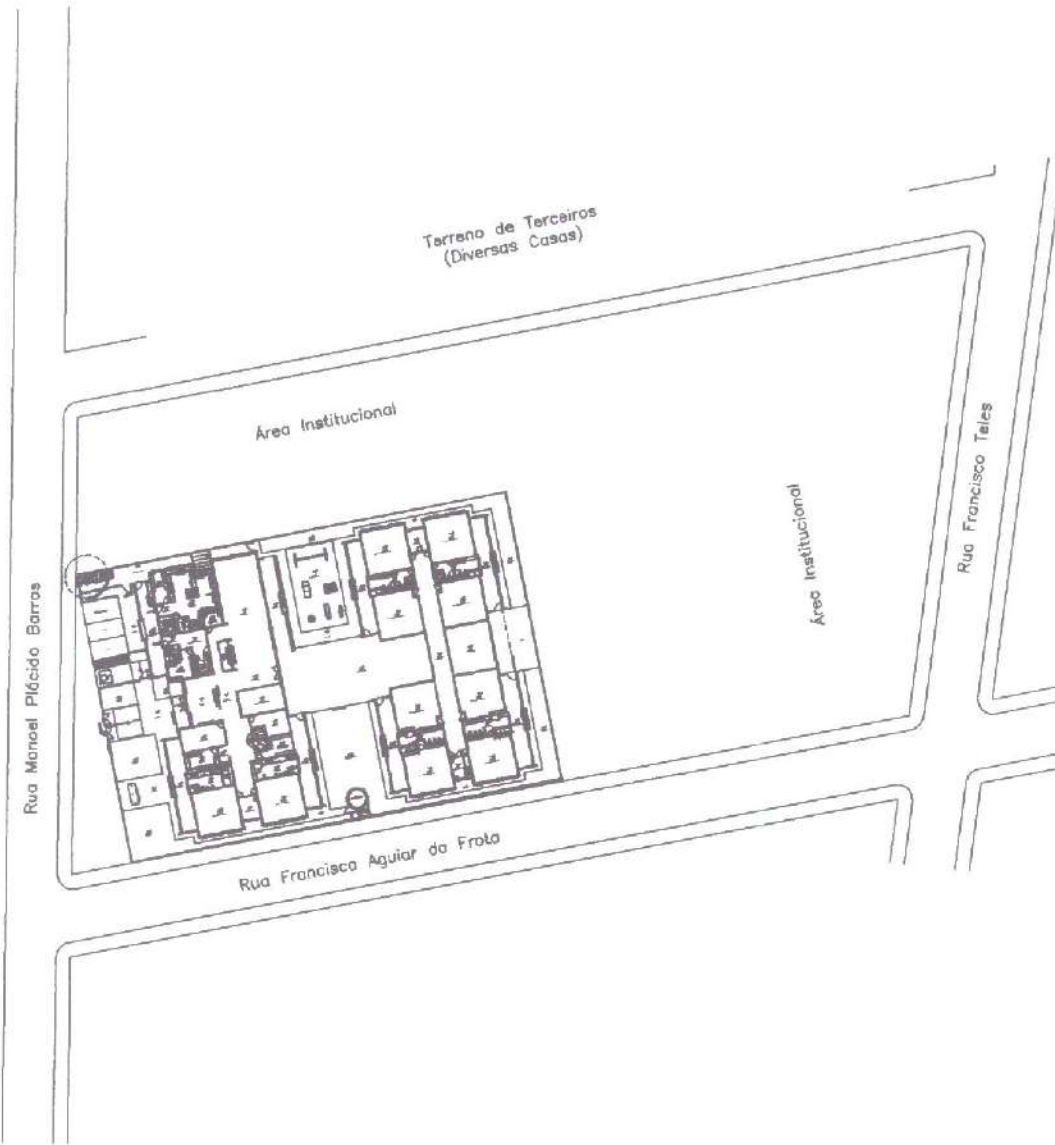 Terreno de Terceiros
(Diversas Casas)
Área Institucional
Área Institucional
Rua Francisco Teles
Rua Manoel Plácido Barros
Rua Francisca Aguiar da Frota